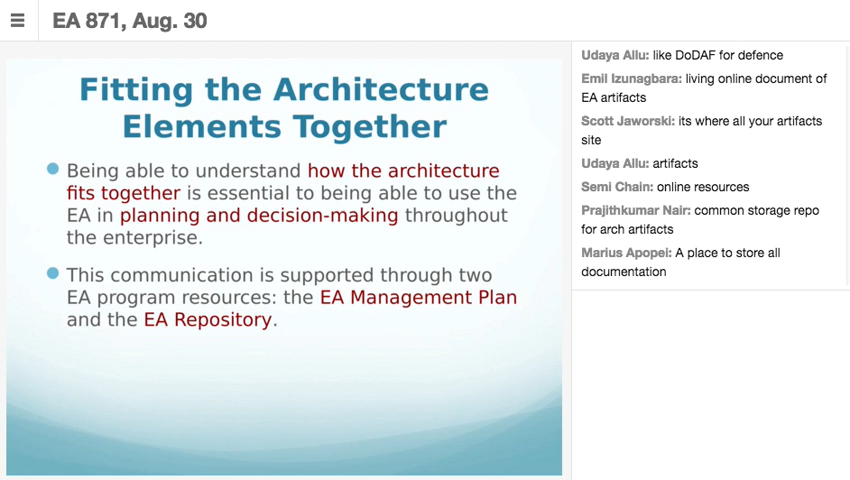 EA 871, Aug. 30
Fitting the Architecture
Elements Together
Being able to understand how the architecture
fits together is essential to being able to use the
EA in planning and decision-making throughout
the enterprise.
This communication is supported through two
EA program resources: the EA Management Plan
and the EA Repository.
Udaya Allu: like DoDAF for defence
Emil Izunagbara: living online document of
EA artifacts
Scott Jaworski: its where all your artifacts
site
Udaya Allu: artifacts
Semi Chain: online resources
Prajithkumar Nair: common storage repo
for arch artifacts
Marius Apopei: A place to store all
documentation